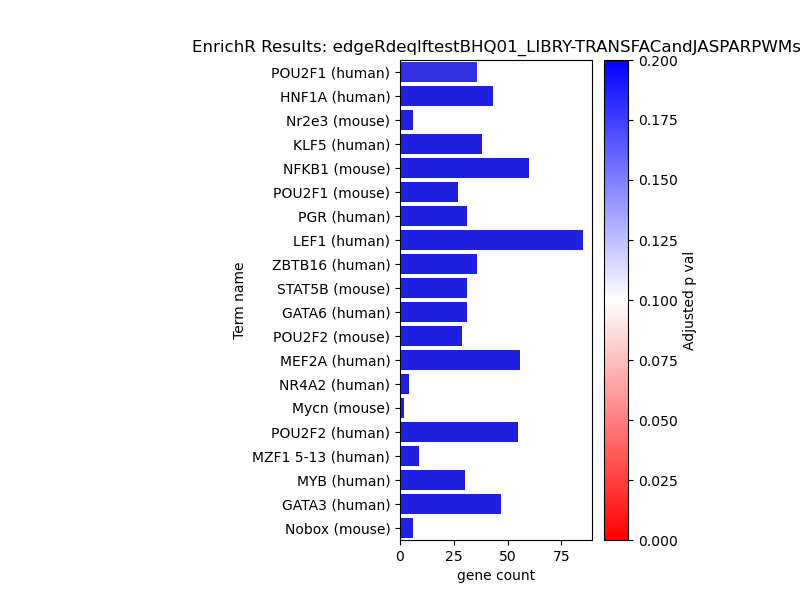 EnrichR Results: edgeRdeqlftestBHQ01_LIBRY-TRANSFACandJASPARPWMs
Term name
POU2F1 (human)
HNF1A (human)
Nr2e3 (mouse)
KLF5 (human)
NFKB1 (mouse)
POU2F1 (mouse)
PGR (human)
LEF1 (human)
ZBTB16 (human)
STAT5B (mouse)
GATA6 (human)
POU2F2 (mouse)
MEF2A (human)
NR4A2 (human)
Mycn (mouse)
POU2F2 (human)
MZF1 5-13 (human)
MYB (human)
GATA3 (human)
Nobox (mouse)
0 25 50 75
gene count
0.200
0.175
0.150
0.125
0.100
0.075
0.050
0.025
0.000
Adjusted p val